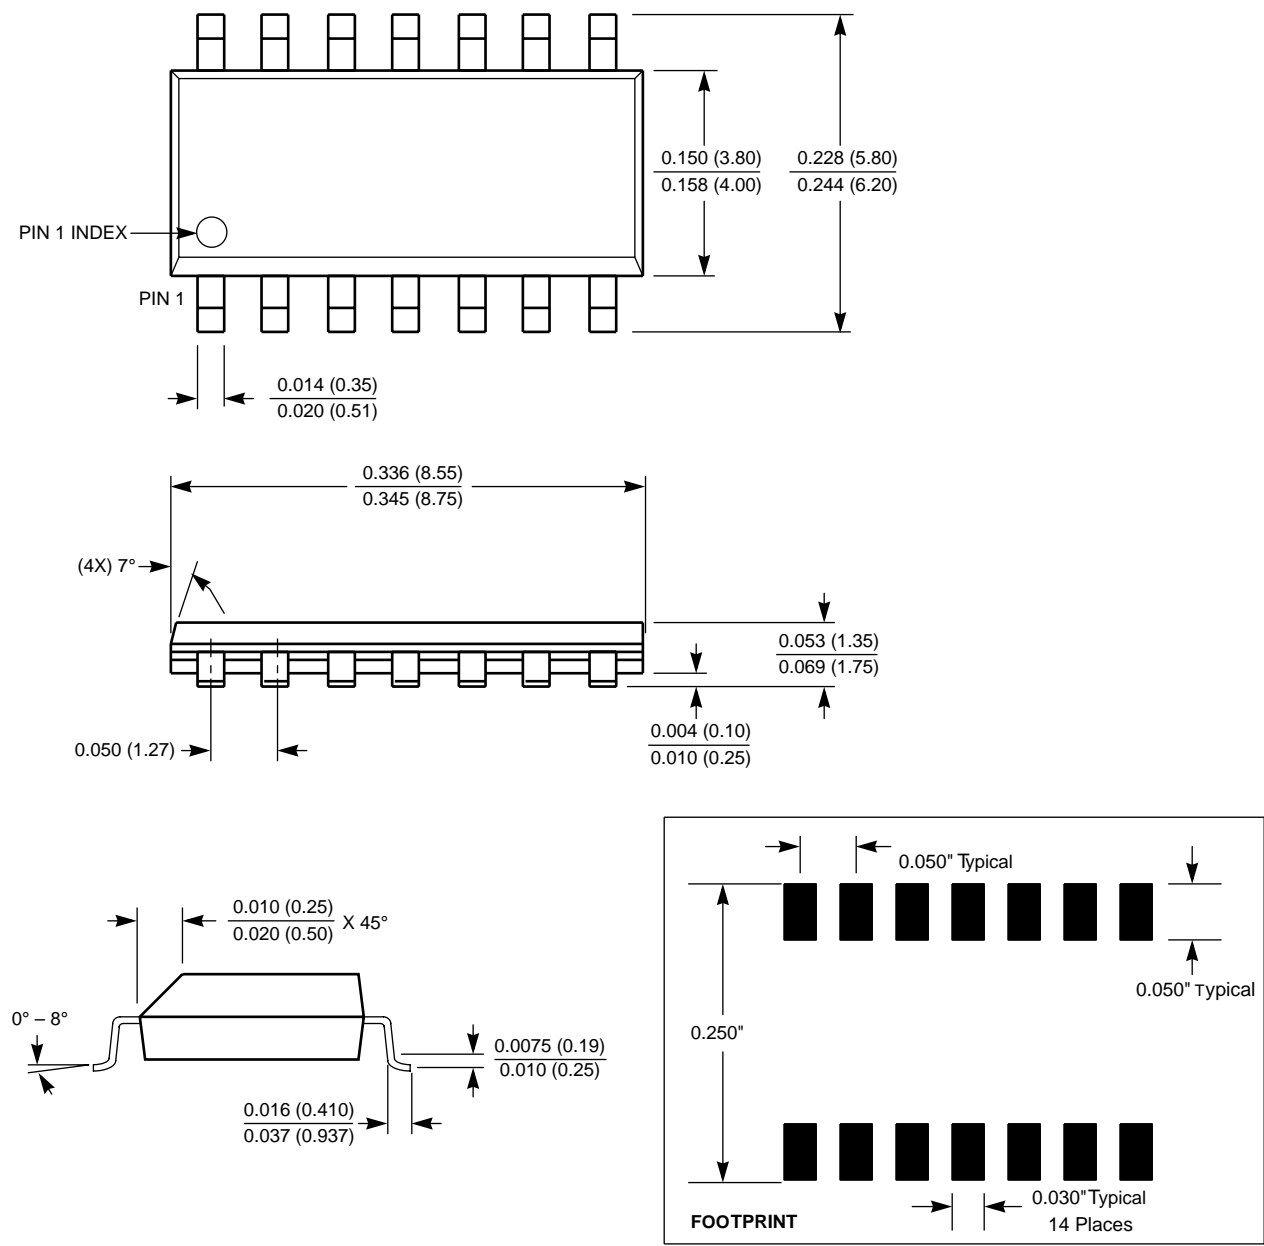 0.150 (3.80)
0.158 (4.00)
0.228 (5.80)
0.244 (6.20)
PIN 1 INDEX
PIN 1
0.014 (0.35)
0.020 (0.51)
0.336 (8.55)
0.345 (8.75)
(4X) 7°
0.053 (1.35)
0.069 (1.75)
0.004 (0.10)
0.010 (0.25)
0.050 (1.27)
0.010 (0.25)
0.020 (0.50)
X 45°
0° – 8°
0.0075 (0.19)
0.010 (0.25)
0.016 (0.410)
0.037 (0.937)
0.050" Typical
0.050" Typical
0.250"
0.030" Typical
14 Places
FOOTPRINT